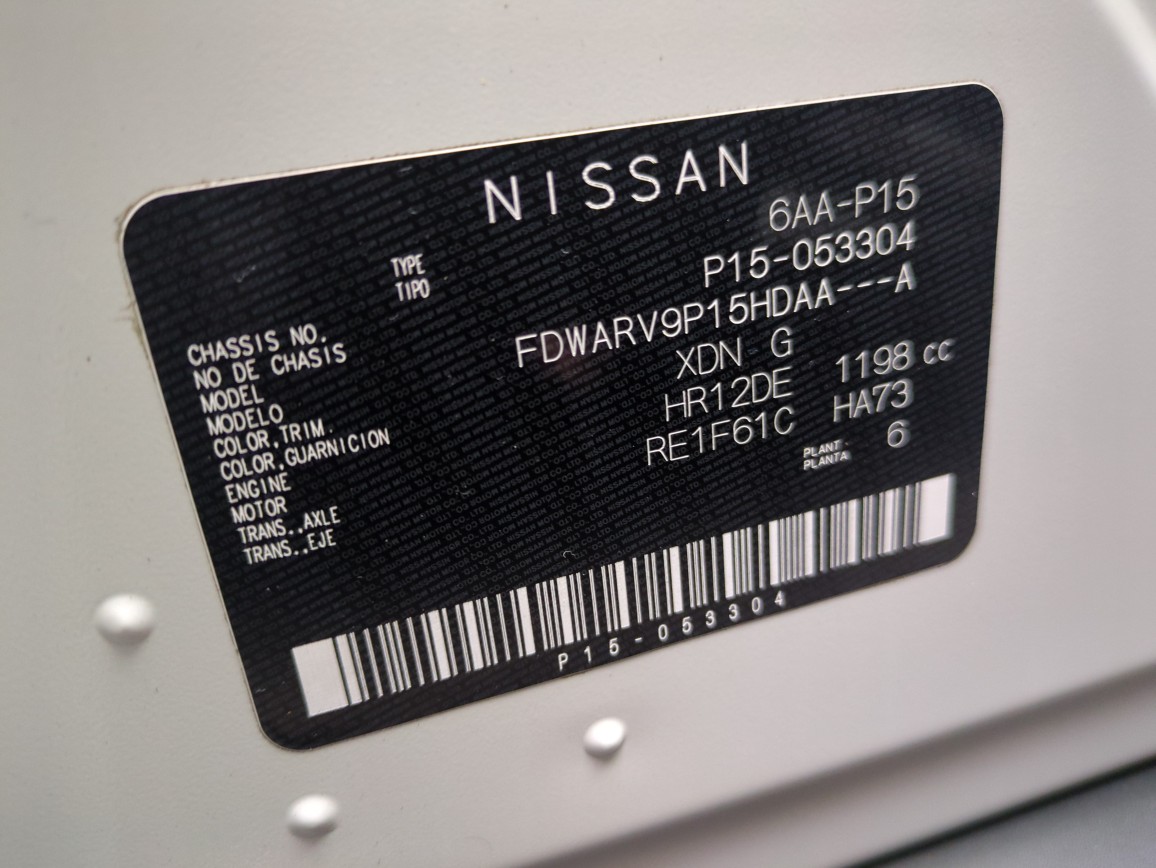 NISSAN
TYPE 6AA-P15
TIPO
CHASSIS NO. P15-053304
NO DE CHASIS
MODEL FDWARV9P15HDAA---A
MODELO
COLOR,TRIM. XDN G
COLOR,GUARNICION
ENGINE HR12DE 1198 cc
MOTOR
TRANS.,AXLE RE1F61C HA73
TRANS.,EJE
PLANT. 6
PLANTA
P15-053304